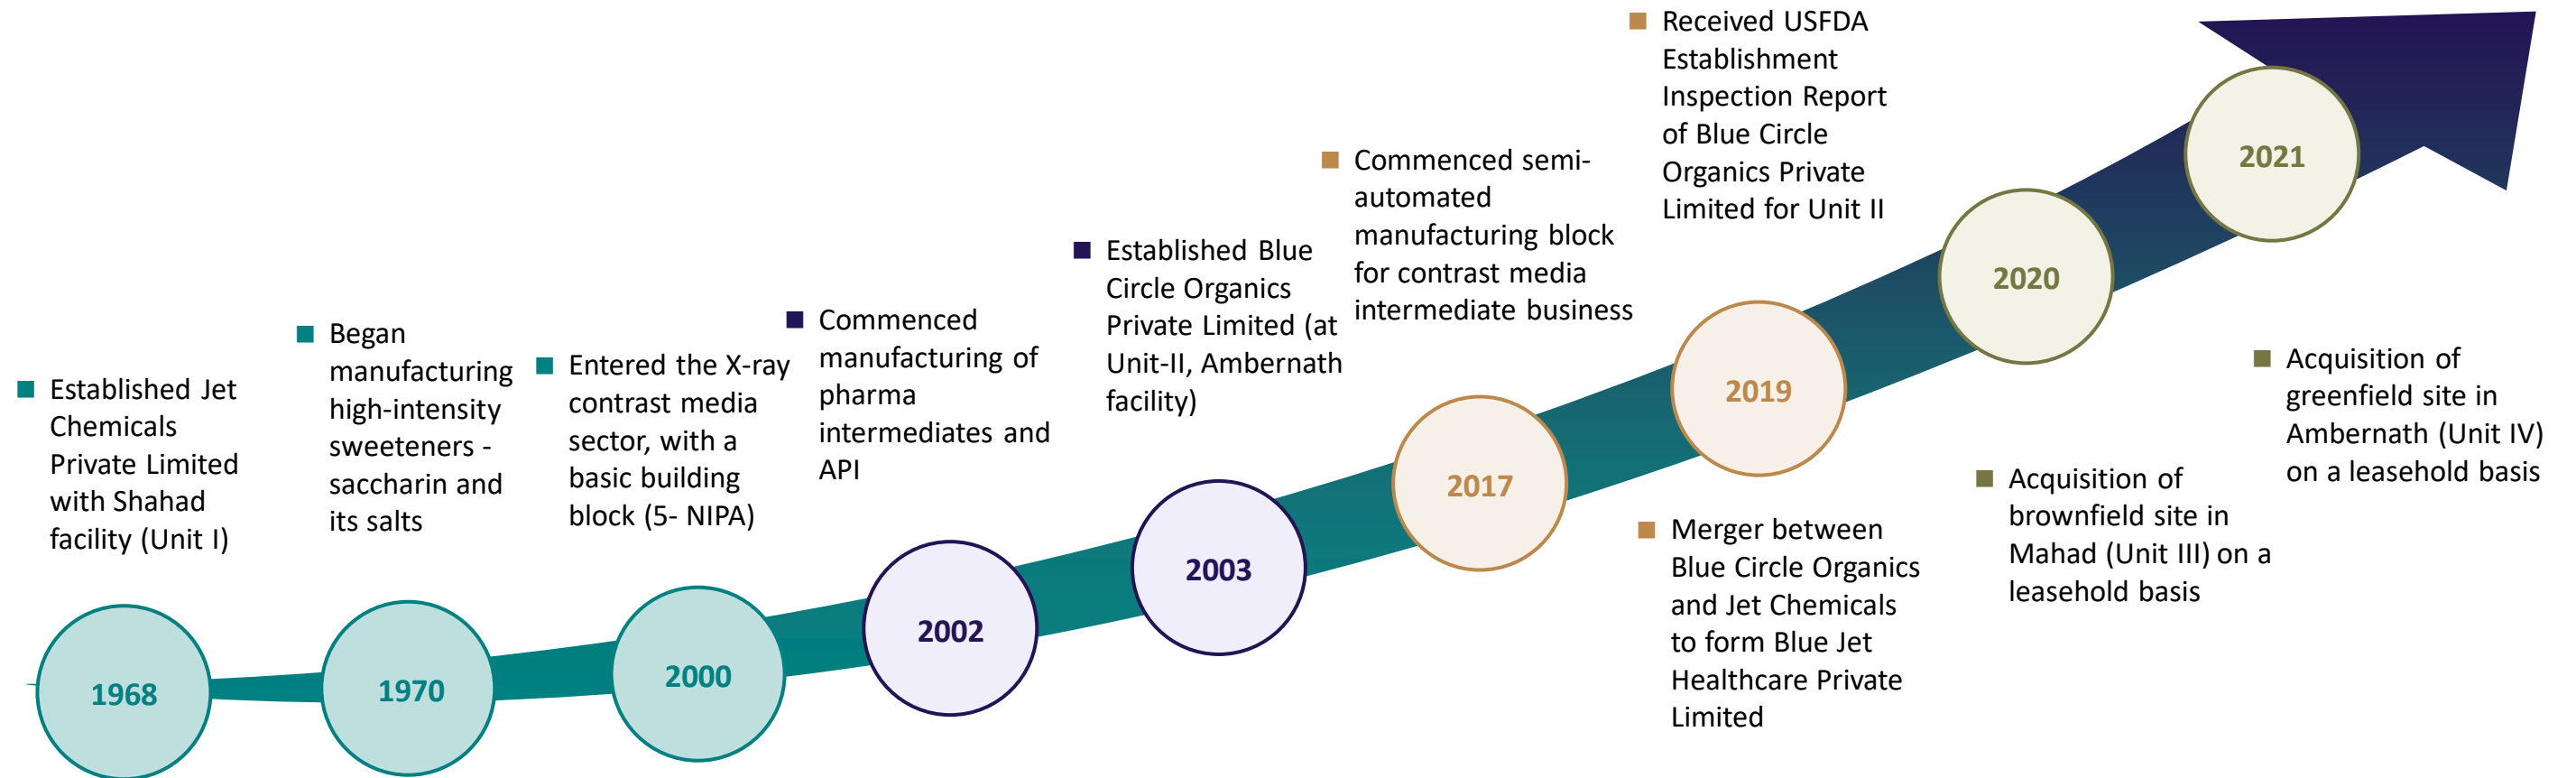 Established Jet
Chemicals
Private Limited
with Shahad
facility (Unit I)
1968
Began
manufacturing
high-intensity
sweeteners -
saccharin and
its salts
1970
Entered the X-ray
contrast media
sector, with a
basic building
block (5- NIPA)
2000
Commenced
manufacturing of
pharma
intermediates and
API
2002
Established Blue
Circle Organics
Private Limited (at
Unit-II, Ambernath
facility)
2003
Commenced semi-
automated
manufacturing block
for contrast media
intermediate business
2017
Received USFDA
Establishment
Inspection Report
of Blue Circle
Organics Private
Limited for Unit II
2019
Merger between
Blue Circle Organics
and Jet Chemicals
to form Blue Jet
Healthcare Private
Limited
2020
Acquisition of
brownfield site in
Mahad (Unit III) on a
leasehold basis
2021
Acquisition of
greenfield site in
Ambernath (Unit IV)
on a leasehold basis